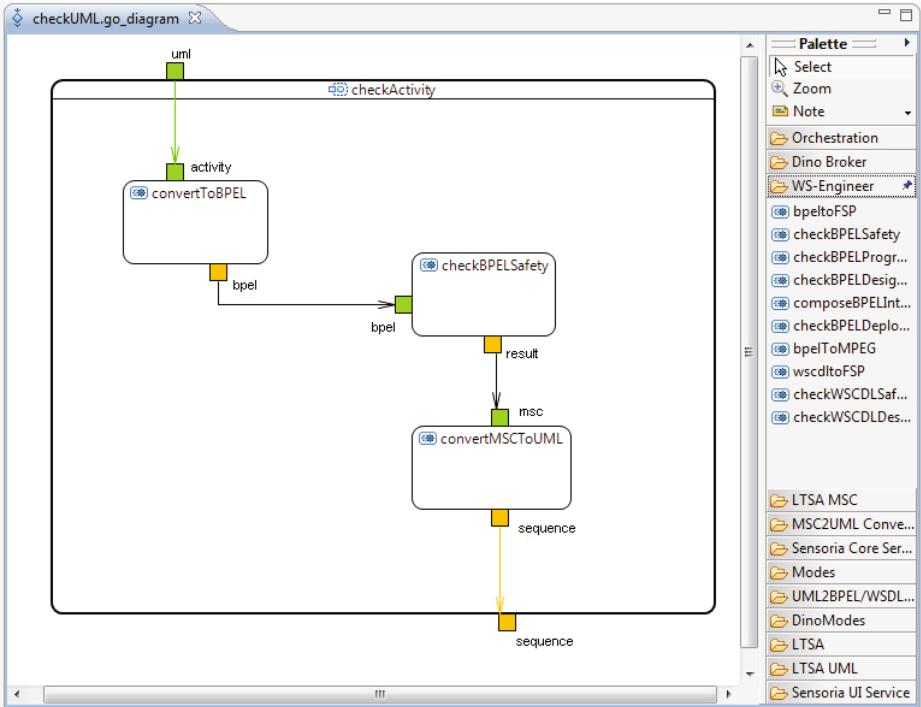 checkUML.go_diagram
uml
checkActivity
activity
convertToBPEL
bpel
checkBPELSafety
bpel
result
msc
convertMSCToUML
sequence
sequence
Palette
Select
Zoom
Note
Orchestration
Dino Broker
WS-Engineer
bpeltoFSP
checkBPELSafety
checkBPELProgr...
checkBPELDesig...
composeBPELInt...
checkBPELDeplo...
bpelToMPEG
wscdltoFSP
checkWSCDLSaf...
checkWSCDLDes...
LTSA MSC
MSC2UML Conve...
Sensoria Core Ser...
Modes
UML2BPEL/WSDL...
DinoModes
LTSA
LTSA UML
Sensoria UI Service